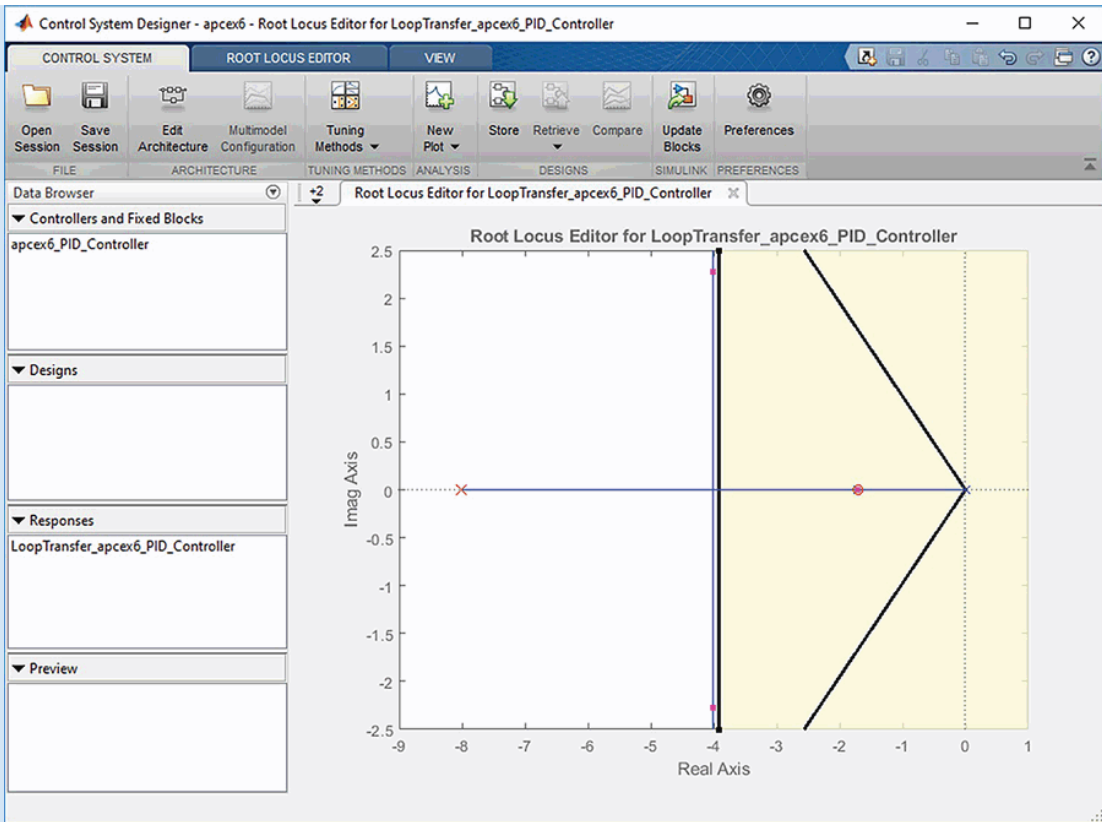 Control System Designer - apcex6 - Root Locus Editor for LoopTransfer_apcex6_PID_Controller
CONTROL SYSTEM ROOT LOCUS EDITOR VIEW
Open Session
Save Session
Edit Architecture
Multimodel Configuration
Tuning Methods
New Plot
Store
Retrieve
Compare
Update Blocks
Preferences
FILE ARCHITECTURE TUNING METHODS ANALYSIS DESIGNS SIMULINK PREFERENCES
Data Browser
+2
Root Locus Editor for LoopTransfer_apcex6_PID_Controller
Controllers and Fixed Blocks
apcex6_PID_Controller
Designs
Responses
LoopTransfer_apcex6_PID_Controller
Preview
Root Locus Editor for LoopTransfer_apcex6_PID_Controller
2.5
2
1.5
1
0.5
0
-0.5
-1
-1.5
-2
-2.5
Imag Axis
-9 -8 -7 -6 -5 -4 -3 -2 -1 0 1
Real Axis